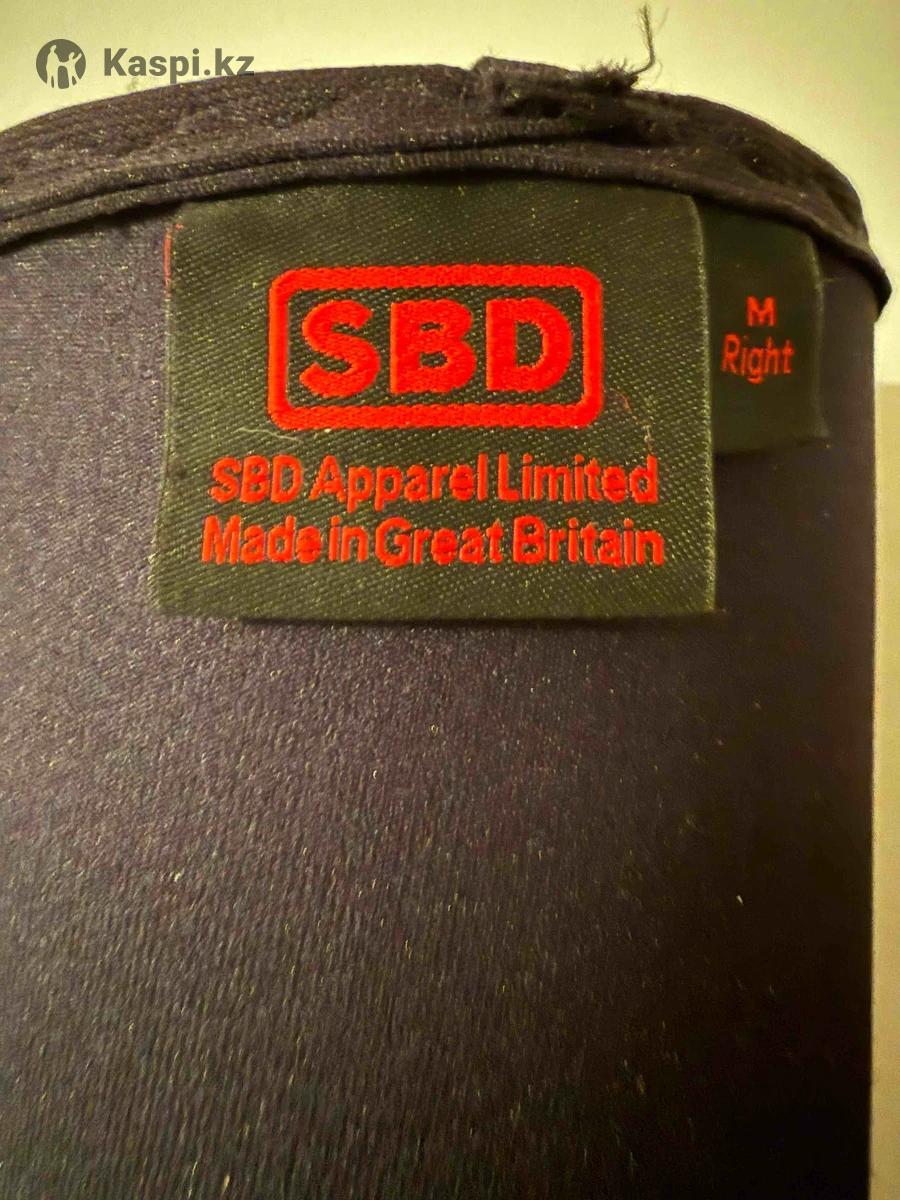 Kaspi.kz
SBD
M
Right
SBD Apparel Limited
Made in Great Britain